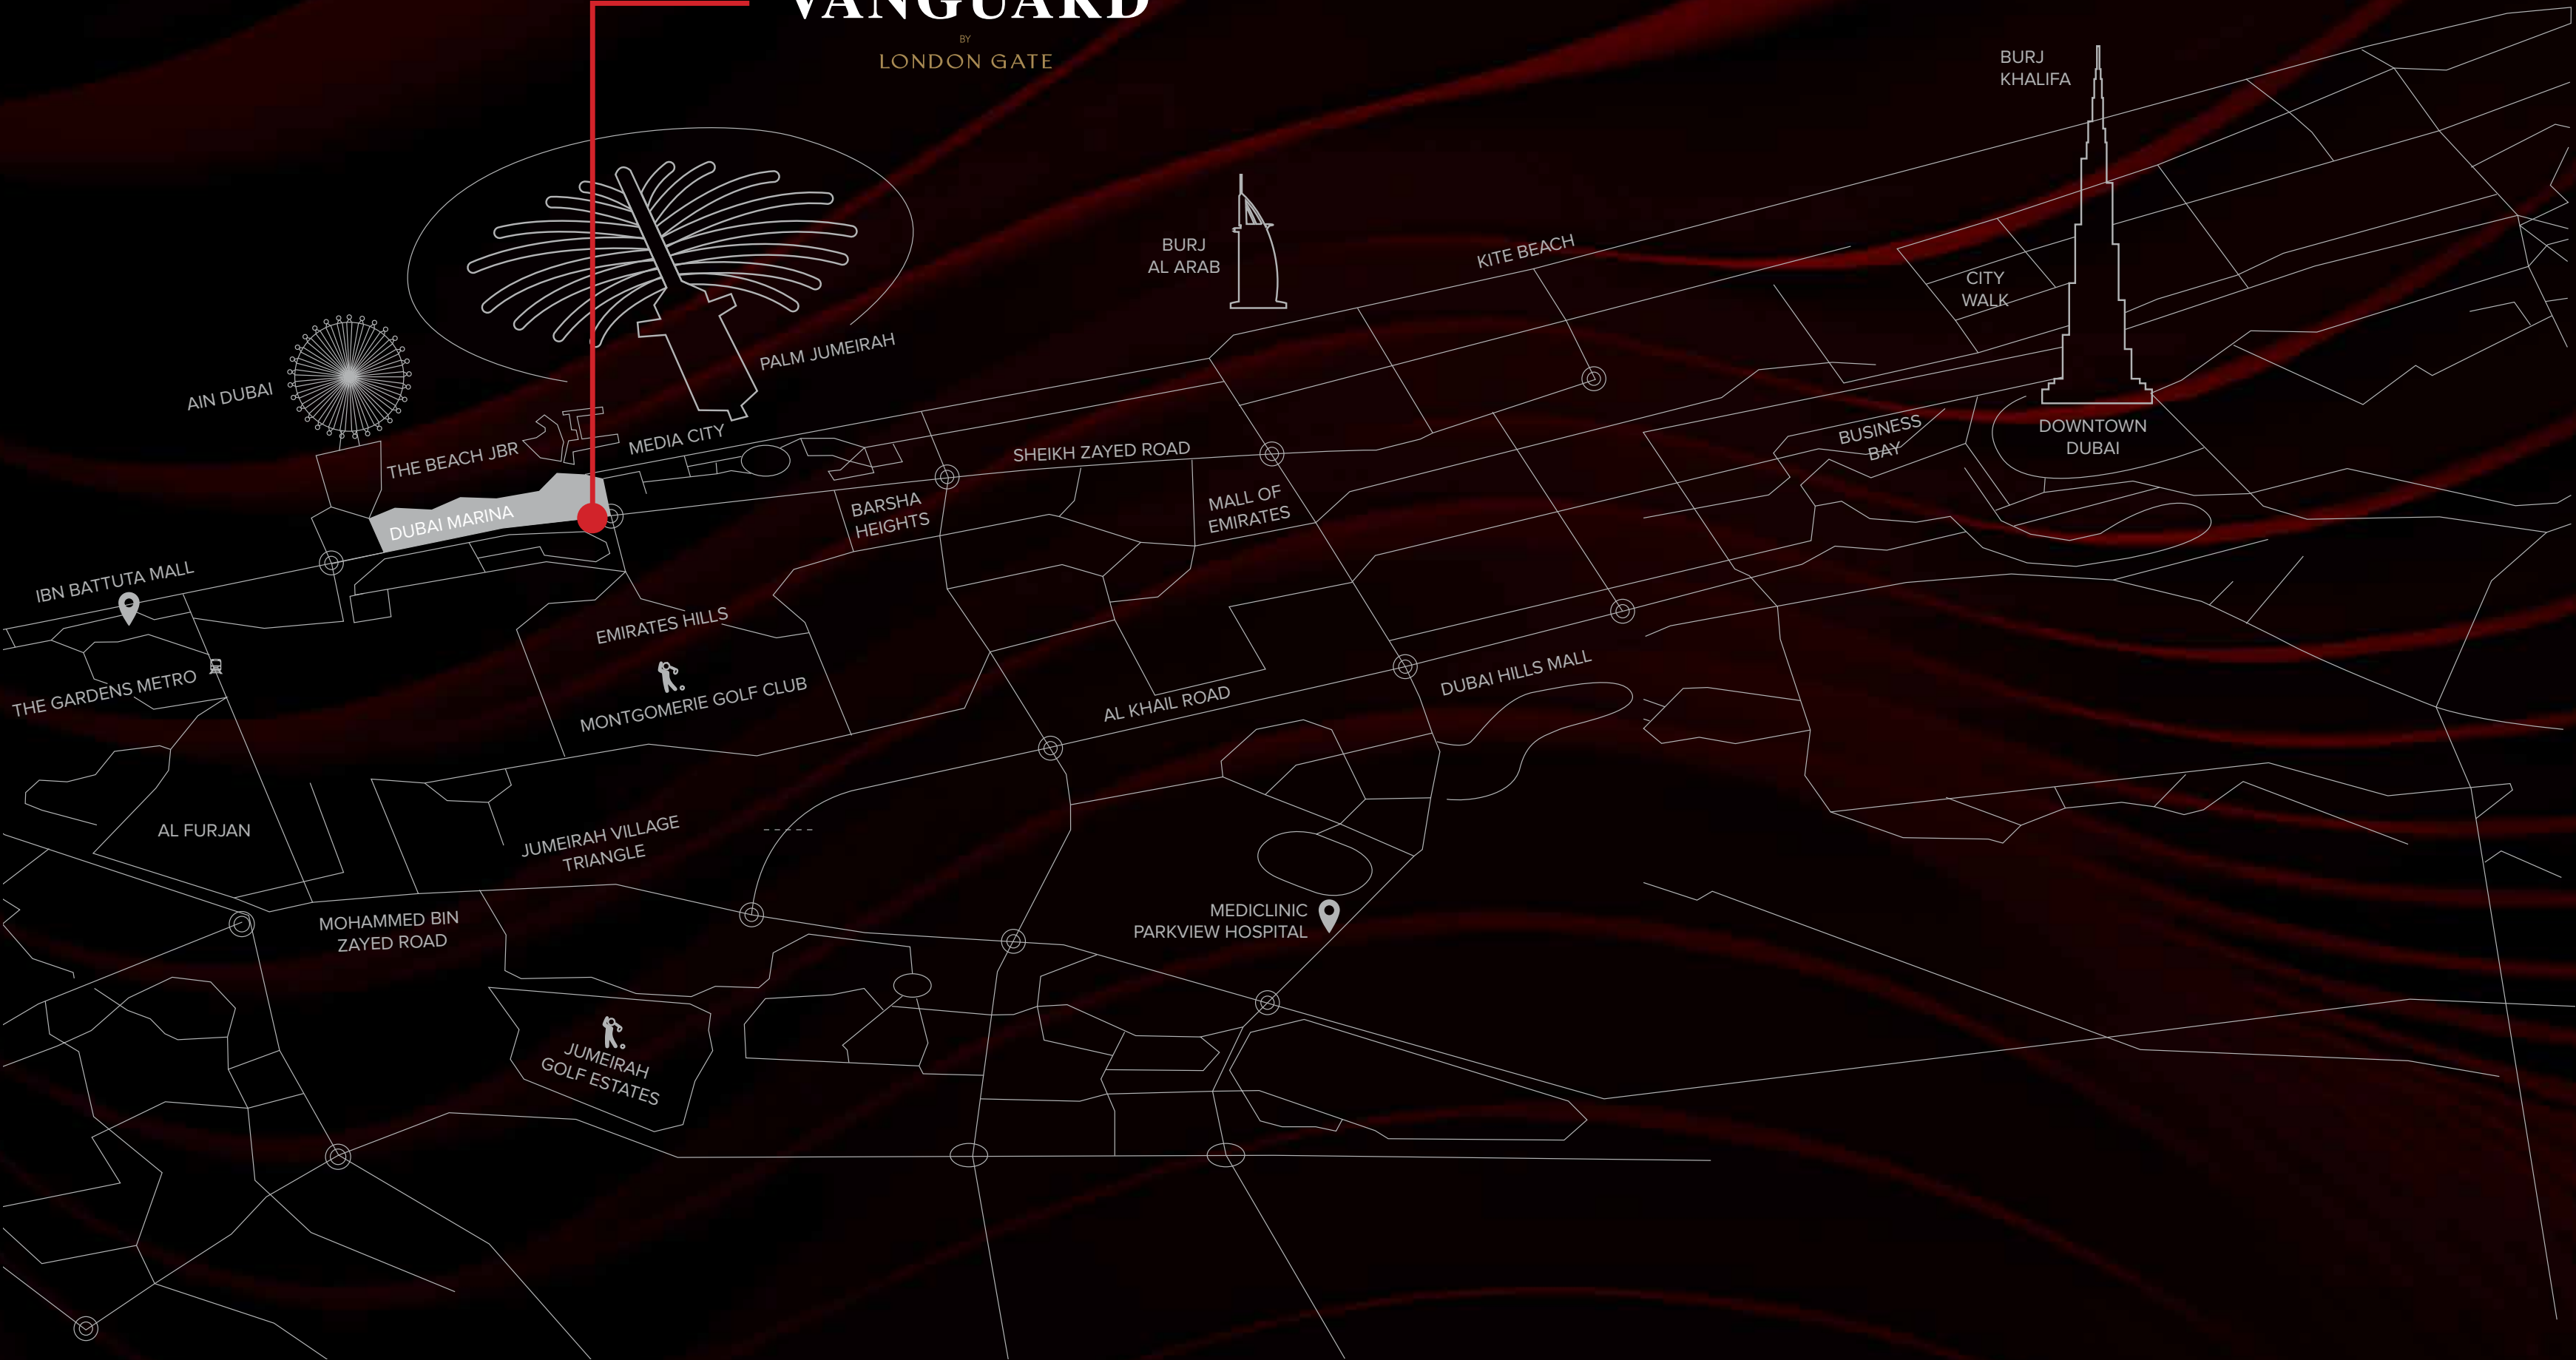 VANGUARD
BY
LONDON GATE
BURJ
KHALIFA
BURJ
AL ARAB
KITE BEACH
CITY
WALK
PALM JUMEIRAH
AIN DUBAI
THE BEACH JBR
MEDIA CITY
SHEIKH ZAYED ROAD
BUSINESS
BAY
DOWNTOWN
DUBAI
DUBAI MARINA
BARSHA
HEIGHTS
MALL OF
EMIRATES
IBN BATTUTA MALL
EMIRATES HILLS
THE GARDENS METRO
MONTGOMERIE GOLF CLUB
AL KHAIL ROAD
DUBAI HILLS MALL
AL FURJAN
JUMEIRAH VILLAGE
TRIANGLE
MOHAMMED BIN
ZAYED ROAD
MEDICLINIC
PARKVIEW HOSPITAL
JUMEIRAH
GOLF ESTATES